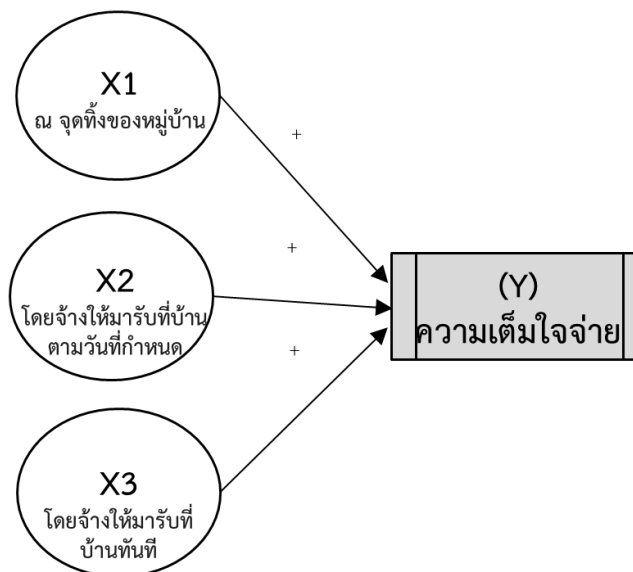 X1
ณ จุดทิ้งของหมู่บ้าน
+
+
X2
โดยจ้างให้มารับที่บ้าน
ตามวันที่กำหนด
(Y)
ความเต็มใจจ่าย
+
X3
โดยจ้างให้มารับที่
บ้านทันที